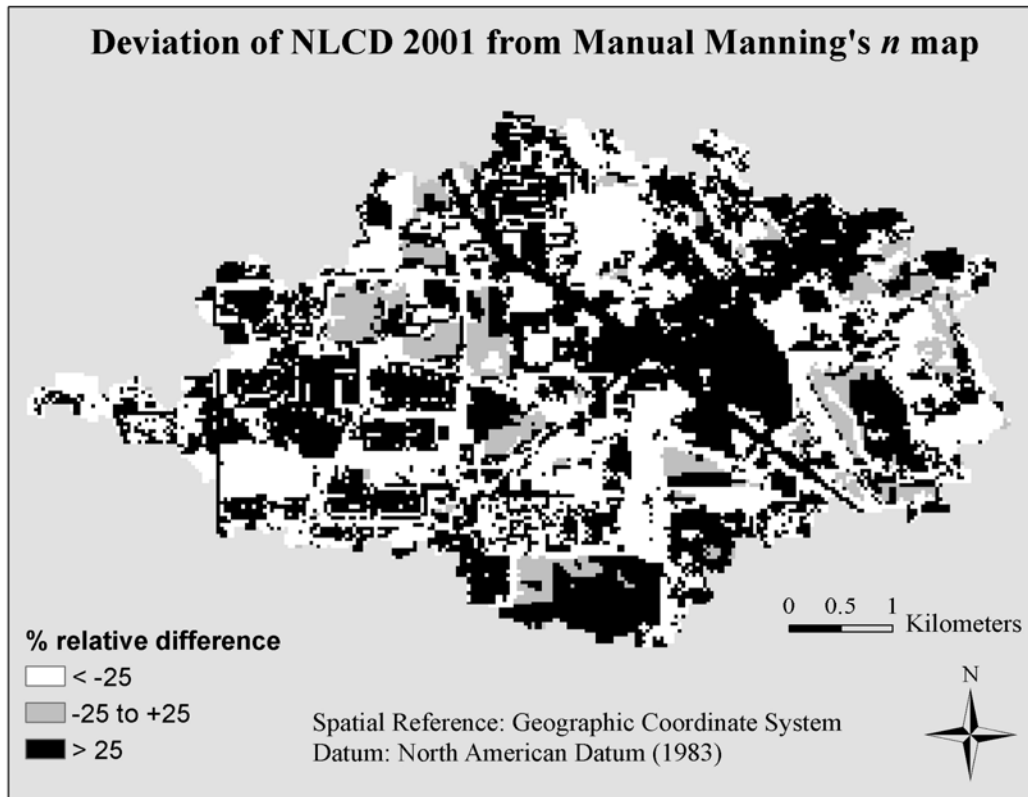 Deviation of NLCD 2001 from Manual Manning's n map
0 0.5 1
Kilometers
% relative difference
< -25
-25 to +25
> 25
Spatial Reference: Geographic Coordinate System
Datum: North American Datum (1983)
N